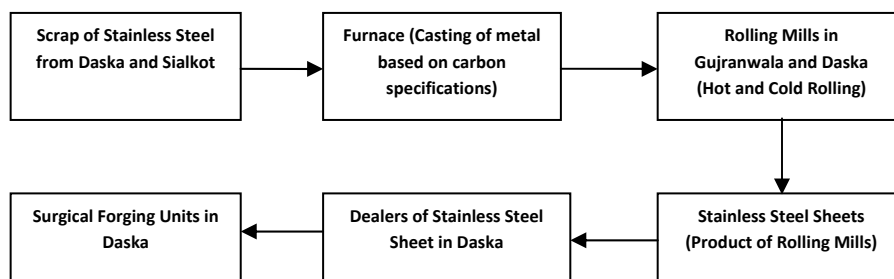 Scrap of Stainless Steel
from Daska and Sialkot
Furnace (Casting of metal
based on carbon
specifications)
Rolling Mills in
Gujranwala and Daska
(Hot and Cold Rolling)
Surgical Forging Units in
Daska
Dealers of Stainless Steel
Sheet in Daska
Stainless Steel Sheets
(Product of Rolling Mills)